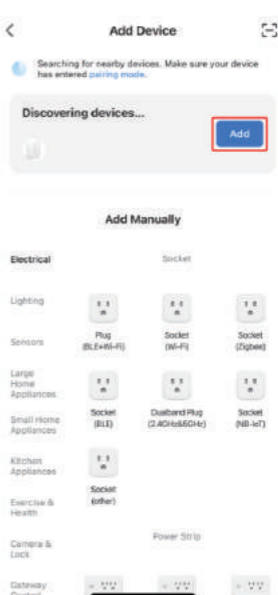 Add Device
Searching for nearby devices. Make sure your device
has entered pairing mode.
Discovering devices...
Add
Add Manually
Electrical
Socket
Lighting
Plug
(BLE+Wi-Fi)
Socket
(Wi-Fi)
Socket
(Zigbee)
Sensors
Large
Home
Appliances
Socket
(BLE)
Dualband Plug
(2.4GHz&5GHz)
Socket
(NB-IoT)
Small Home
Appliances
Kitchen
Appliances
Socket
(other)
Exercise &
Health
Camera &
Lock
Power Strip
Gateway
Control